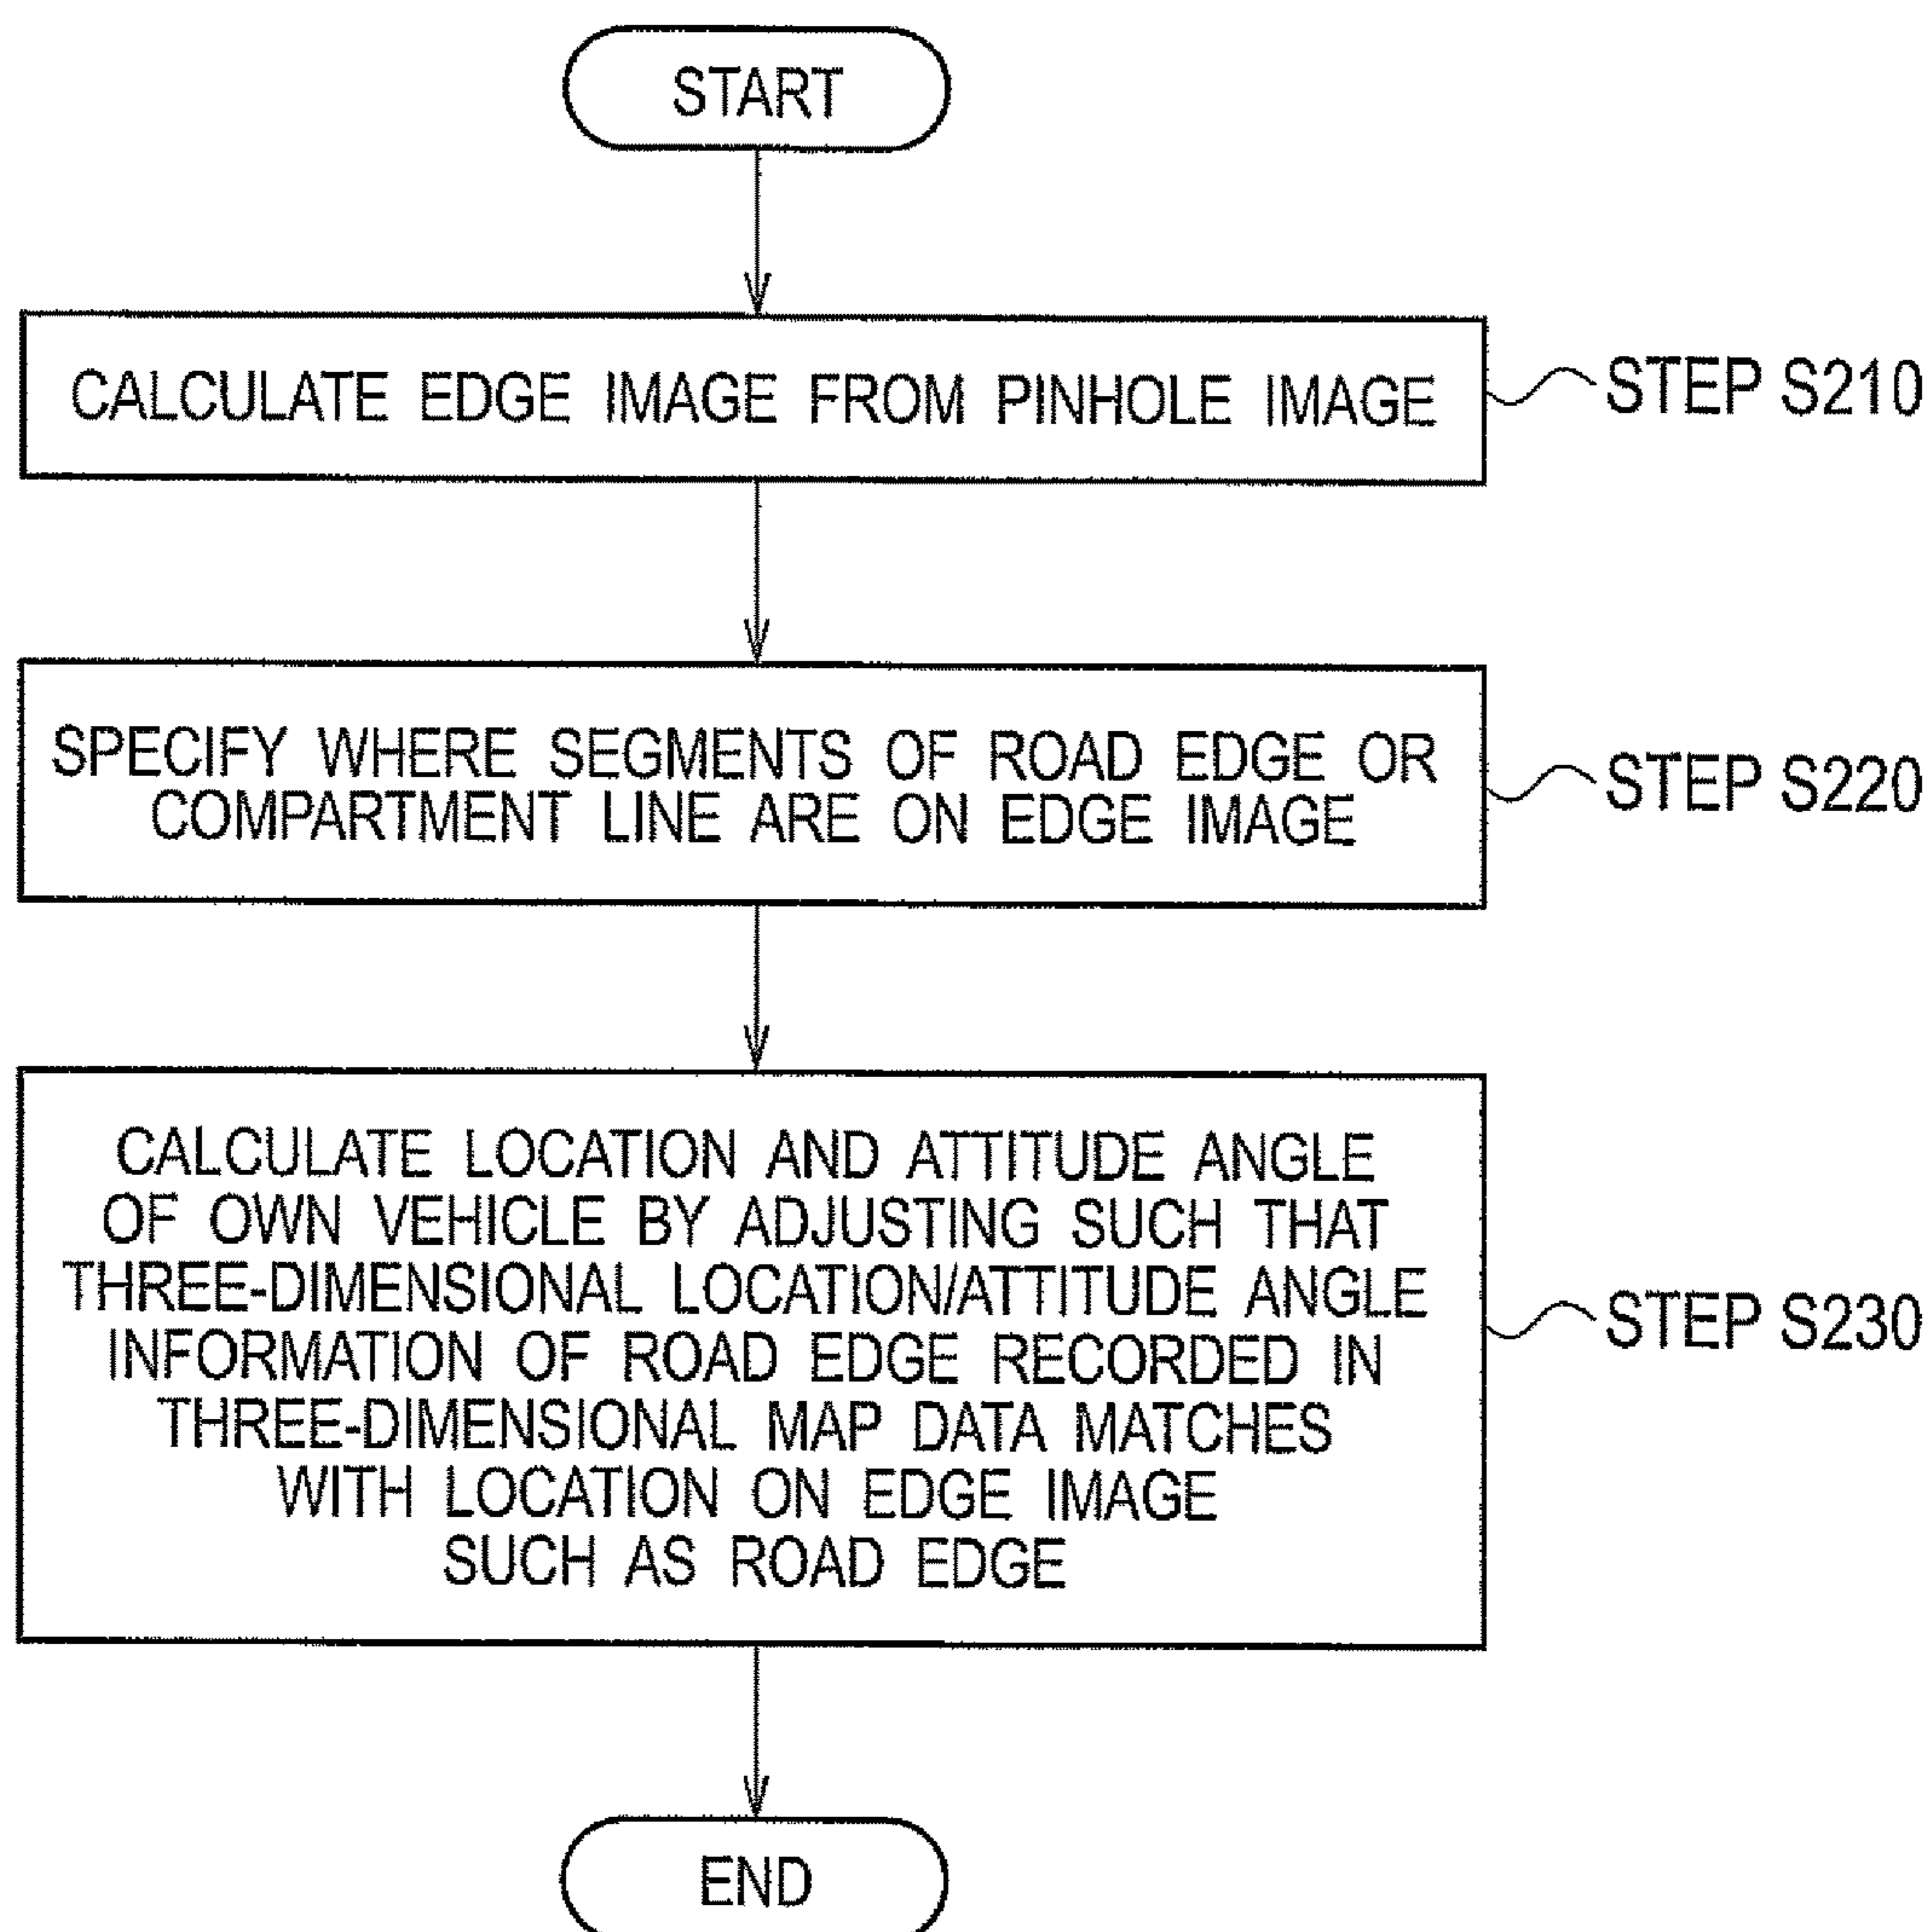 START
CALCULATE EDGE IMAGE FROM PINHOLE IMAGE
STEP S210
SPECIFY WHERE SEGMENTS OF ROAD EDGE OR
COMPARTMENT LINE ARE ON EDGE IMAGE
STEP S220
CALCULATE LOCATION AND ATTITUDE ANGLE
OF OWN VEHICLE BY ADJUSTING SUCH THAT
THREE-DIMENSIONAL LOCATION/ATTITUDE ANGLE
INFORMATION OF ROAD EDGE RECORDED IN
THREE-DIMENSIONAL MAP DATA MATCHES
WITH LOCATION ON EDGE IMAGE
SUCH AS ROAD EDGE
STEP S230
END